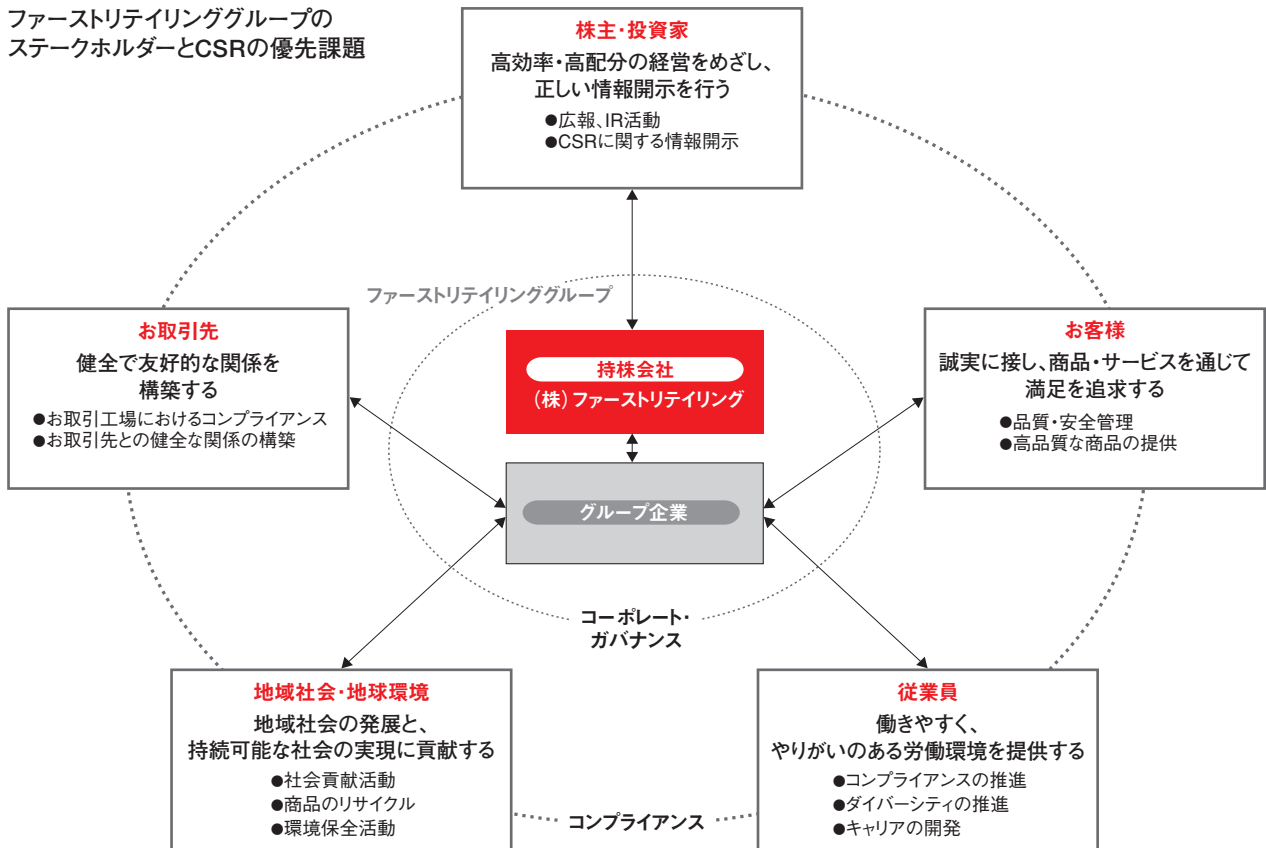 ファーストリテイリンググループの
ステークホルダーとCSRの優先課題
株主・投資家
高効率・高配分の経営をめざし、
正しい情報開示を行う
●広報、IR活動
●CSRに関する情報開示
ファーストリテイリンググループ
お取引先
健全で友好的な関係を
構築する
●お取引工場におけるコンプライアンス
●お取引先との健全な関係の構築
持株会社
(株)ファーストリテイリング
グループ企業
お客様
誠実に接し、商品・サービスを通じて
満足を追求する
●品質・安全管理
●高品質な商品の提供
コーポレート・
ガバナンス
地域社会・地球環境
地域社会の発展と、
持続可能な社会の実現に貢献する
●社会貢献活動
●商品のリサイクル
●環境保全活動
コンプライアンス
従業員
働きやすく、
やりがいのある労働環境を提供する
●コンプライアンスの推進
●ダイバーシティの推進
●キャリアの開発